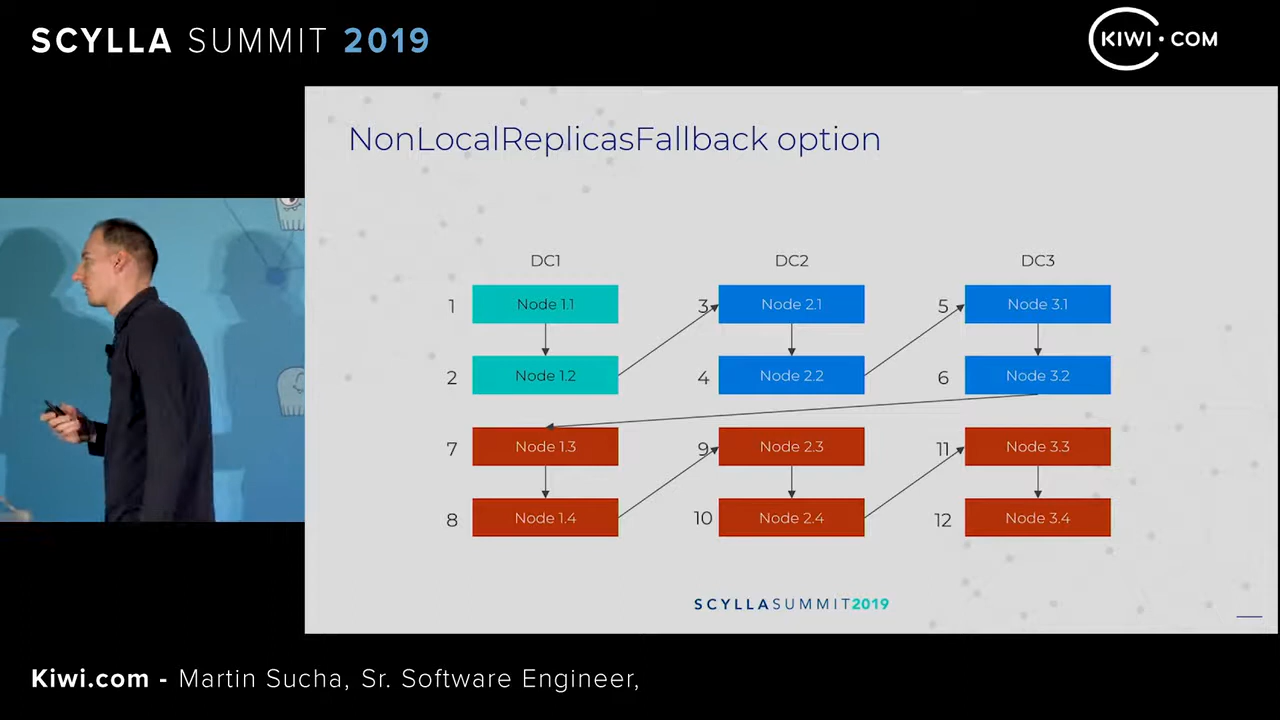 SCYLLA SUMMIT 2019
KIWI.COM
NonLocalReplicasFallback option
DC1 DC2 DC3
1 Node 1.1 3 Node 2.1 5 Node 3.1
2 Node 1.2 4 Node 2.2 6 Node 3.2
7 Node 1.3 9 Node 2.3 11 Node 3.3
8 Node 1.4 10 Node 2.4 12 Node 3.4
SCYLLASUMMIT2019
Kiwi.com - Martin Sucha, Sr. Software Engineer,